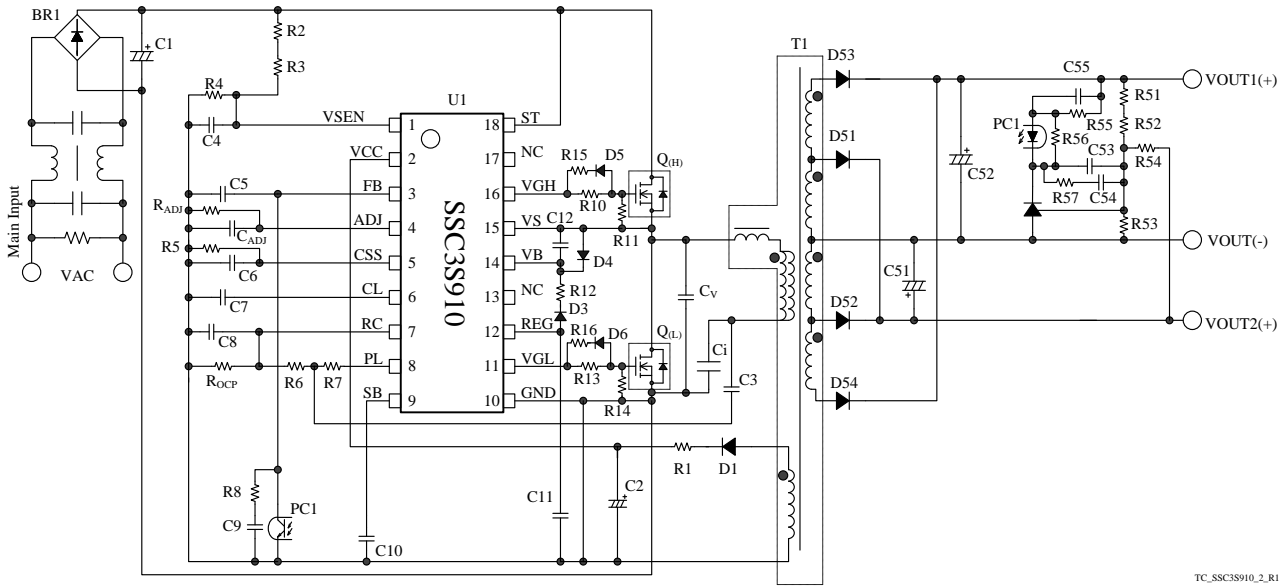 BR1
C1
R2
R3
R4
C4
VSEN
VCC
C5
FB
RADJ
ADJ
CADJ
R5
CSS
C6
C7
CL
RC
C8
PL
ROCP
R6
R7
SB
R8
C9
PC1
C10
Main Input
VAC
U1
SSC3S910
1
2
3
4
5
6
7
8
9
18
17
16
15
14
13
12
11
10
ST
NC
VGH
VS
VB
NC
REG
VGL
GND
R15
D5
R10
R11
Q(H)
C12
D4
R12
D3
R16
D6
R13
R14
Q(L)
CV
Ci
C3
R1
D1
C2
C11
T1
D53
D51
D52
D54
C52
C51
C55
PC1
R56
R55
C53
R57
C54
R51
R52
R54
R53
VOUT1(+)
VOUT(-)
VOUT2(+)
TC_SSC3S910_2_R1